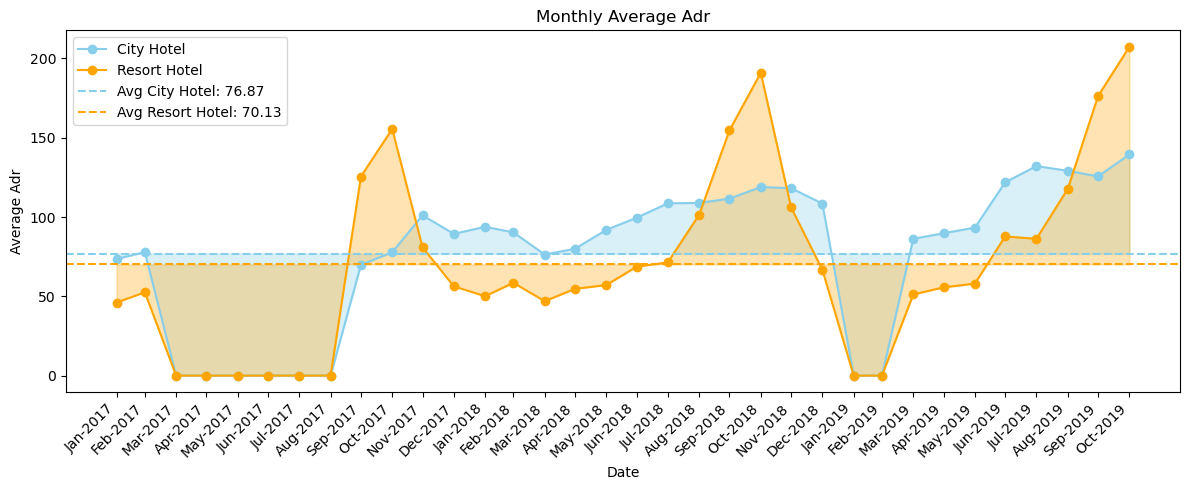 Monthly Average Adr
City Hotel
Resort Hotel
Avg City Hotel: 76.87
Avg Resort Hotel: 70.13
Average Adr
200
150
100
50
0
Jan-2017
Feb-2017
Mar-2017
Apr-2017
May-2017
Jun-2017
Jul-2017
Aug-2017
Sep-2017
Oct-2017
Nov-2017
Dec-2017
Jan-2018
Feb-2018
Mar-2018
Apr-2018
May-2018
Jun-2018
Jul-2018
Aug-2018
Sep-2018
Oct-2018
Nov-2018
Dec-2018
Jan-2019
Feb-2019
Mar-2019
Apr-2019
May-2019
Jun-2019
Jul-2019
Aug-2019
Sep-2019
Oct-2019
Date